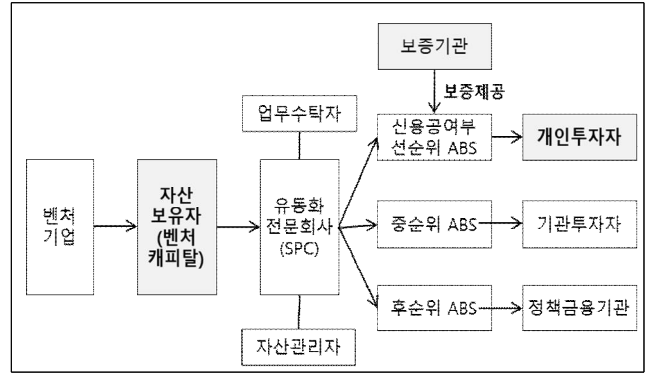 보증기관
보증제공
업무수탁자
신용공여부
선순위 ABS
개인투자자
벤처
기업
자산
보유자
(벤처
캐피탈)
유동화
전문회사
(SPC)
중순위 ABS
기관투자자
후순위 ABS
정책금융기관
자산관리자